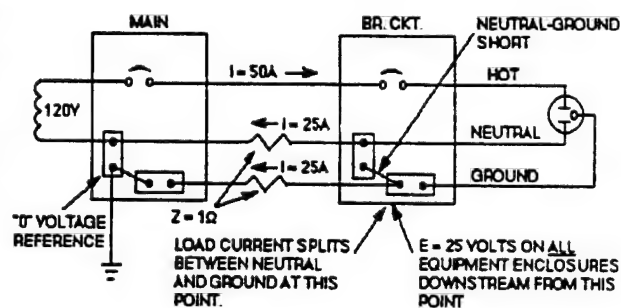 MAIN
BR. CKT.
NEUTRAL-GROUND
SHORT
I = 50A
HOT
120V
I = 25A
NEUTRAL
I = 25A
GROUND
Z = 1Ω
"0" VOLTAGE
REFERENCE
LOAD CURRENT SPLITS
BETWEEN NEUTRAL
AND GROUND AT THIS
POINT.
E = 25 VOLTS ON ALL
EQUIPMENT ENCLOSURES
DOWNSTREAM FROM THIS
POINT